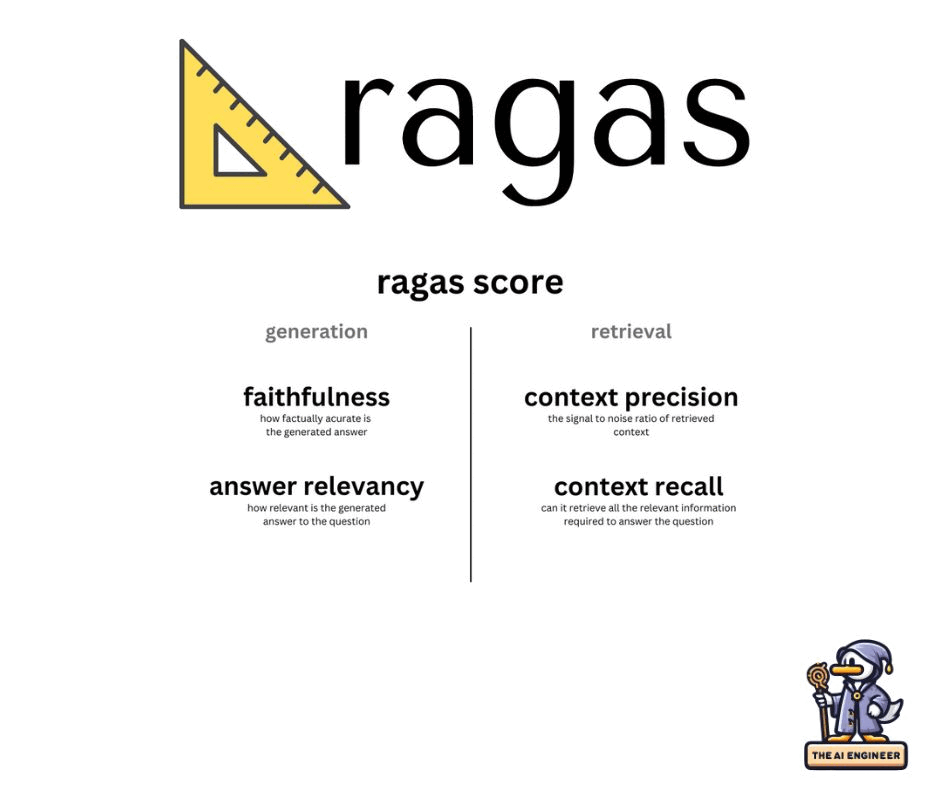 ragas
ragas score
generation
faithfulness
how factually acurate is
the generated answer
answer relevancy
how relevant is the generated
answer to the question
retrieval
context precision
the signal to noise ratio of retrieved
context
context recall
can it retrieve all the relevant information
required to answer the question
THE AI ENGINEER